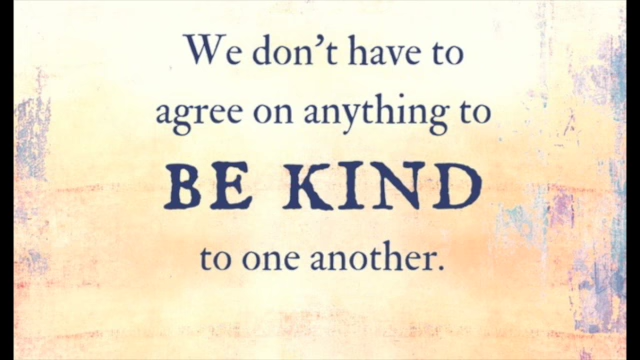 We don't have to
agree on anything to
BE KIND
to one another.